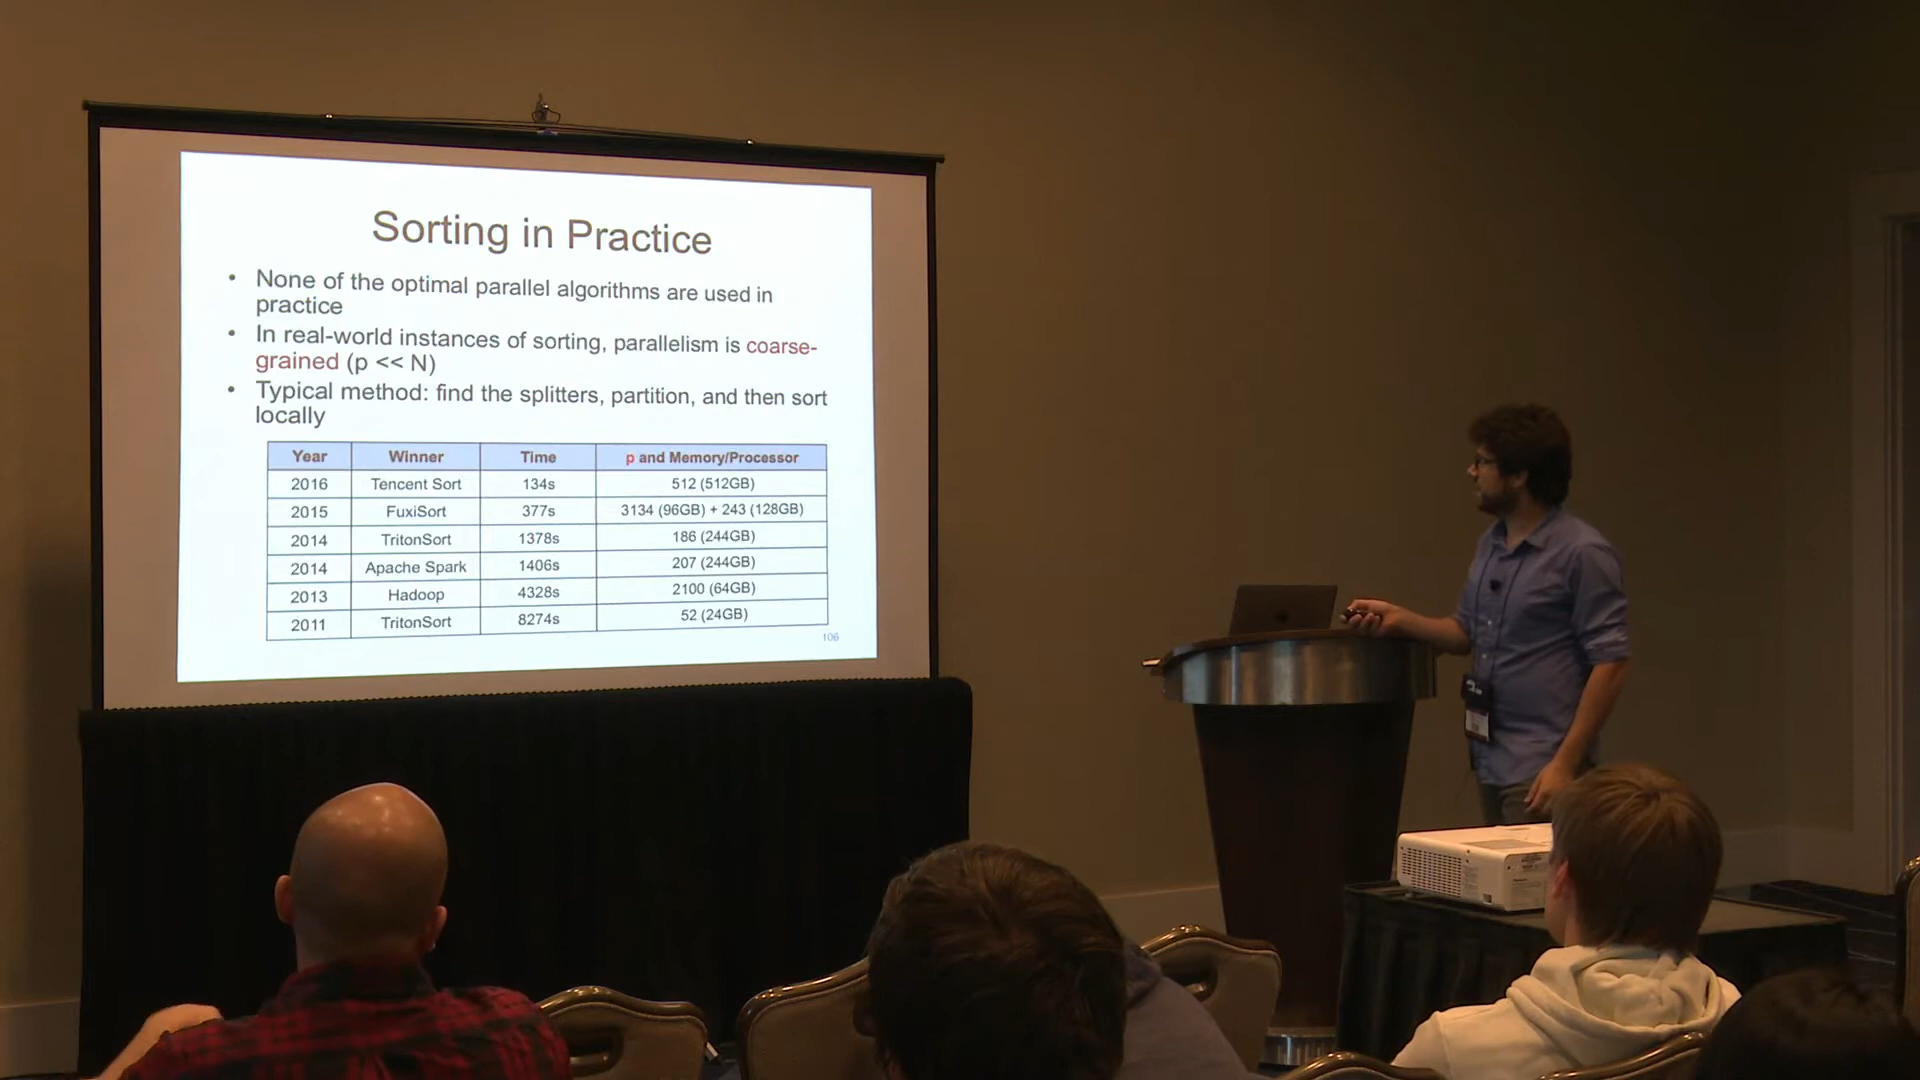 Sorting in Practice
• None of the optimal parallel algorithms are used in
practice
• In real-world instances of sorting, parallelism is coarse-
grained (p << N)
• Typical method: find the splitters, partition, and then sort
locally
Year Winner Time p and Memory/Processor
2016 Tencent Sort 134s 512 (512GB)
2015 FuxiSort 377s 3134 (96GB) + 243 (128GB)
2014 TritonSort 1378s 186 (244GB)
2014 Apache Spark 1406s 207 (244GB)
2013 Hadoop 4328s 2100 (64GB)
2011 TritonSort 8274s 52 (24GB)
106